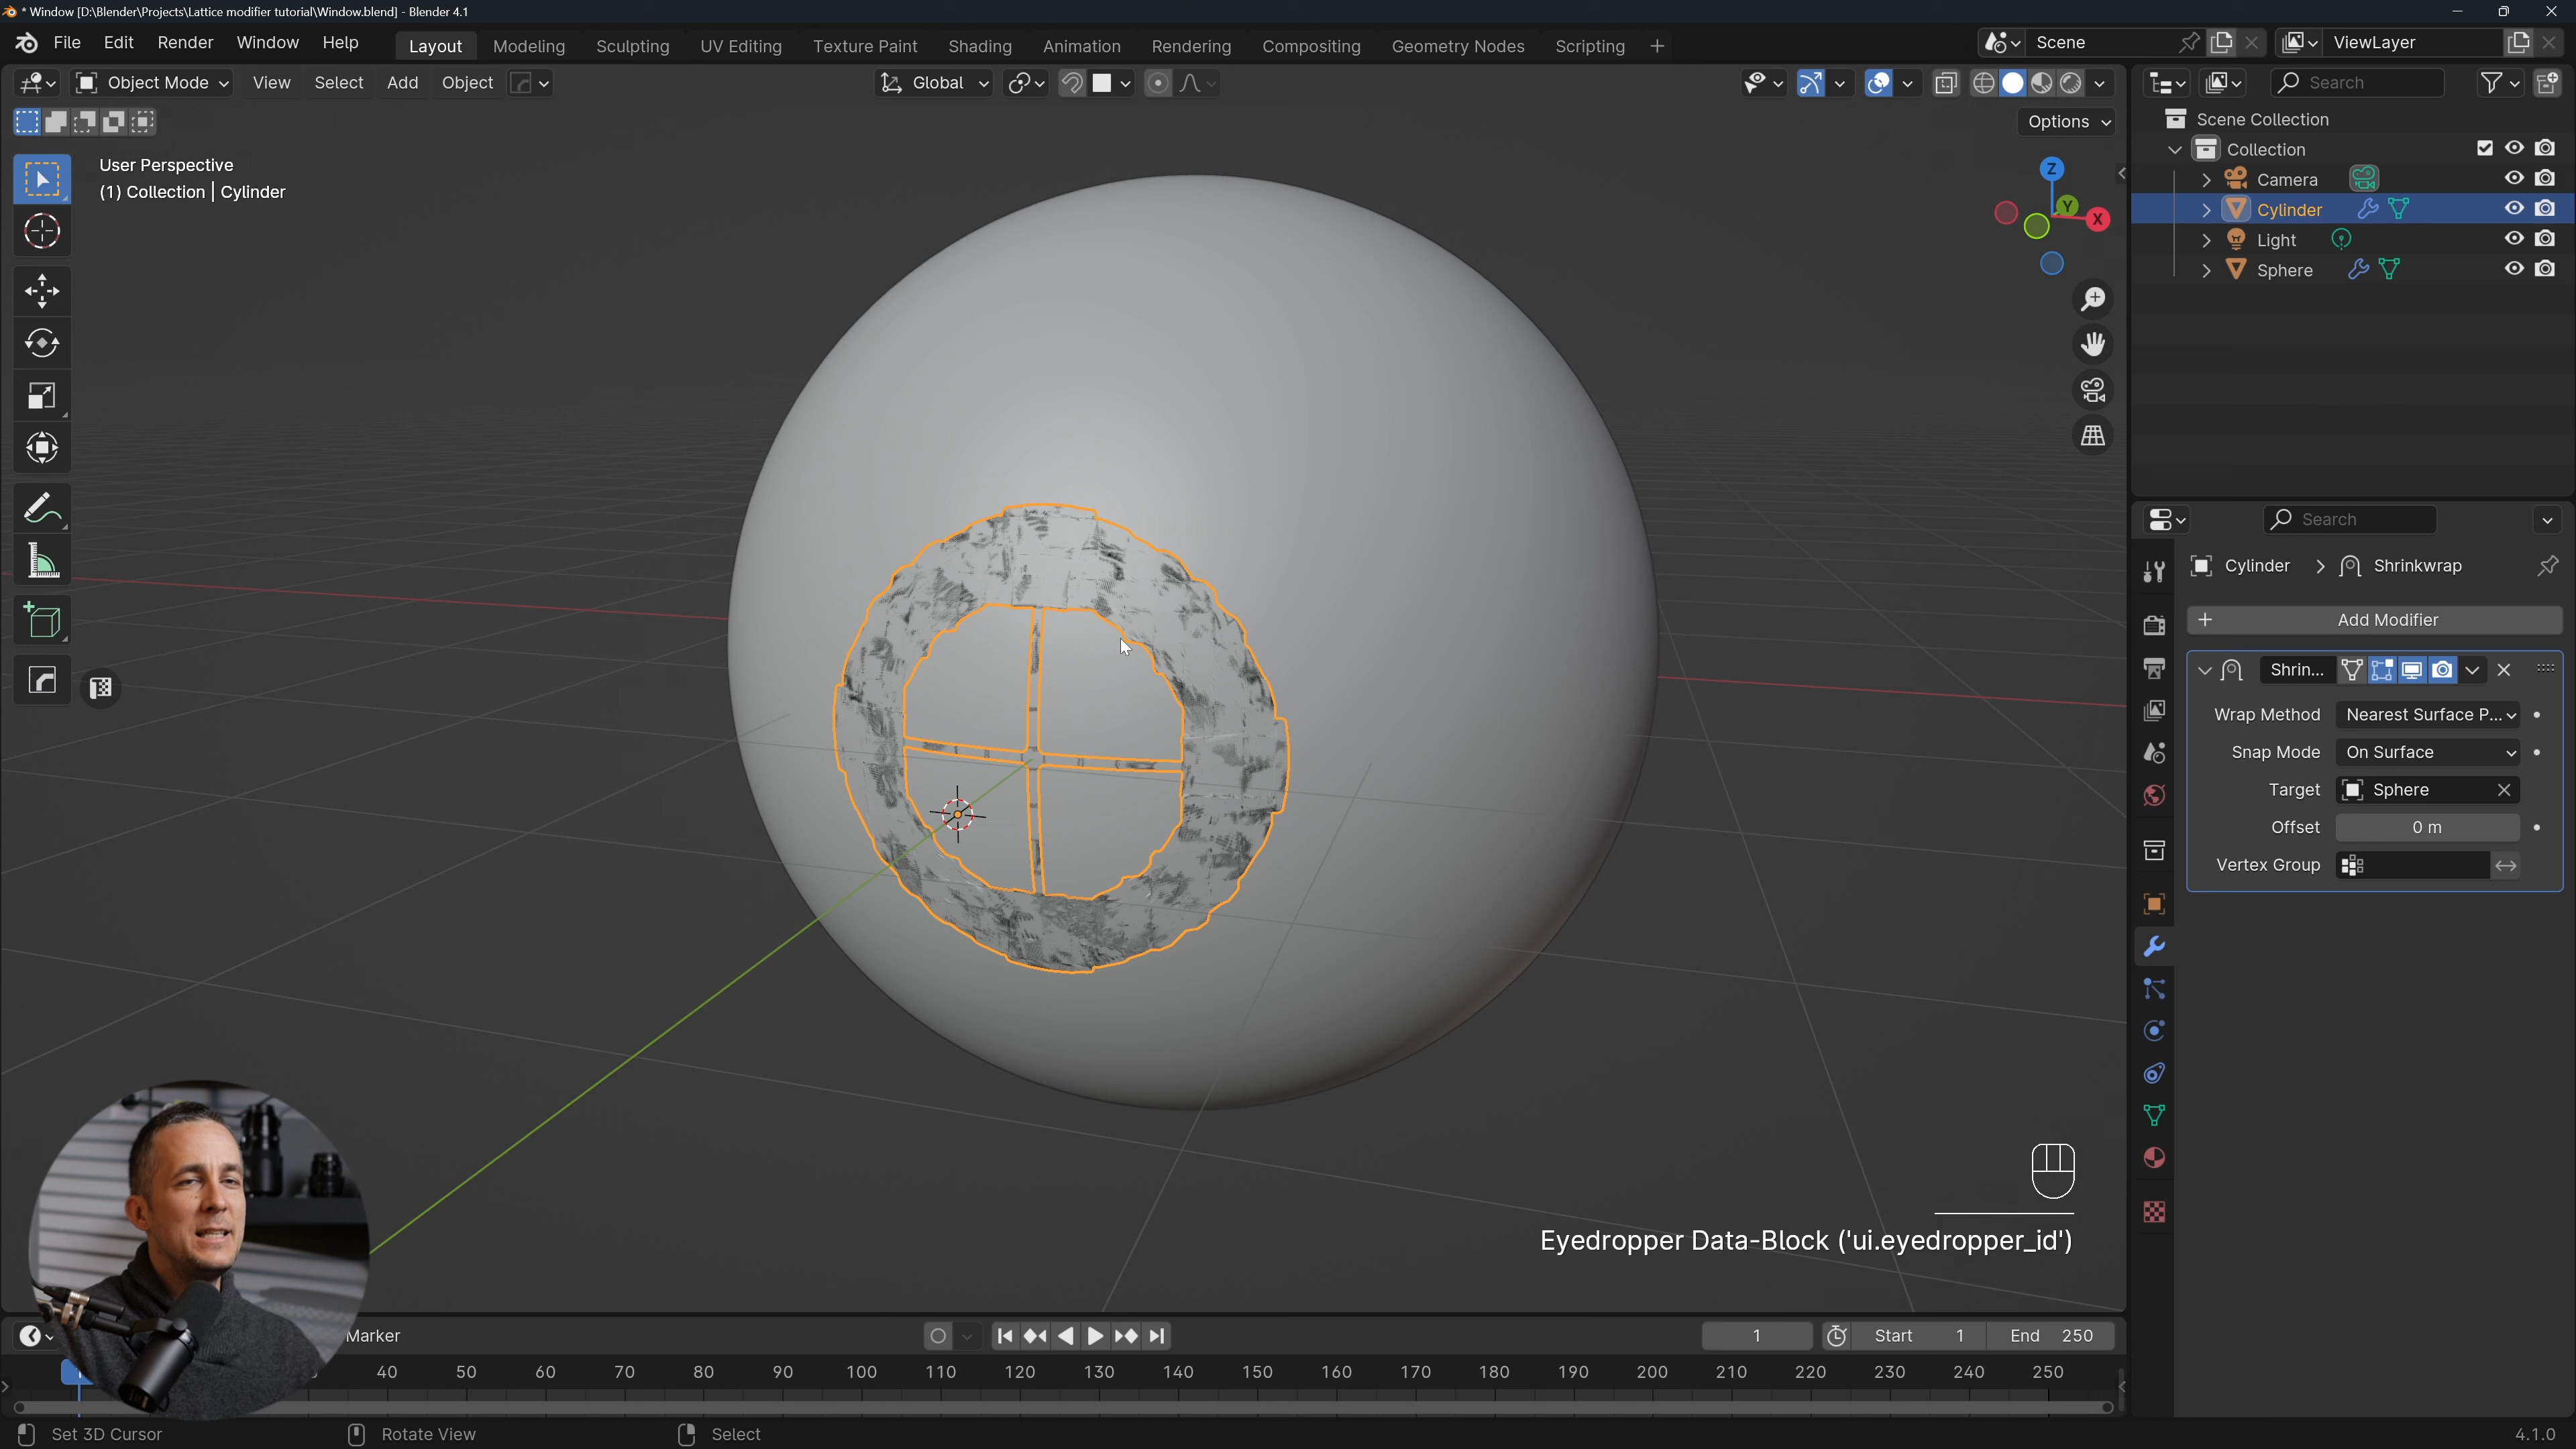 * Window [D:\Blender\Projects\Lattice modifier tutorial\Window.blend] - Blender 4.1
File Edit Render Window Help Layout Modeling Sculpting UV Editing Texture Paint Shading Animation Rendering Compositing Geometry Nodes Scripting + Scene ViewLayer
Object Mode View Select Add Object Global Search
Options
Scene Collection
Collection
Camera
Cylinder
Light
Sphere
User Perspective
(1) Collection | Cylinder
Z
Y
X
Search
Cylinder > Shrinkwrap
+ Add Modifier
Shrin...
Wrap Method Nearest Surface P...
Snap Mode On Surface
Target Sphere
Offset 0 m
Vertex Group
Eyedropper Data-Block ('ui.eyedropper_id')
Marker 1 Start 1 End 250
40 50 60 70 80 90 100 110 120 130 140 150 160 170 180 190 200 210 220 230 240 250
Set 3D Cursor Rotate View Select 4.1.0